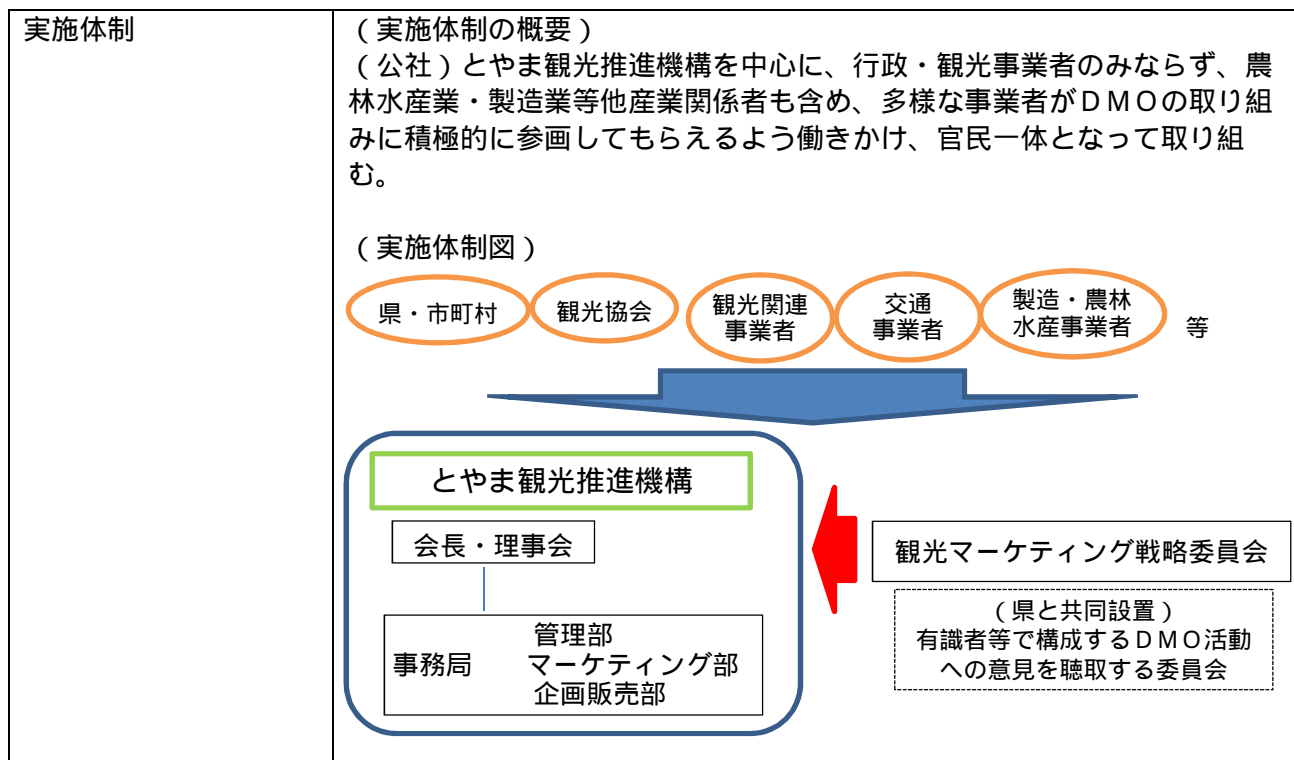 実施体制
（実施体制の概要）
（公社）とやま観光推進機構を中心に、行政・観光事業者のみならず、農
林水産業・製造業等他産業関係者も含め、多様な事業者がＤＭＯの取り組
みに積極的に参画してもらえるよう働きかけ、官民一体となって取り組
む。
（実施体制図）
県・市町村
観光協会
観光関連
事業者
交通
事業者
製造・農林
水産事業者
等
とやま観光推進機構
会長・理事会
事務局
管理部
マーケティング部
企画販売部
観光マーケティング戦略委員会
（県と共同設置）
有識者等で構成するＤＭＯ活動
への意見を聴取する委員会